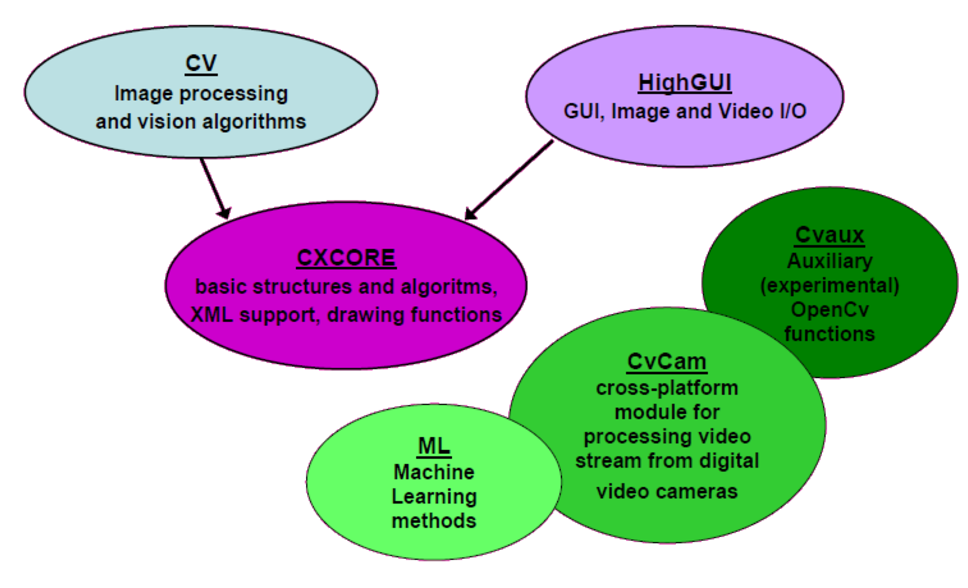 CV
Image processing
and vision algorithms
HighGUI
GUI, Image and Video I/O
CXCORE
basic structures and algoritms,
XML support, drawing functions
Cvaux
Auxiliary
(experimental)
OpenCv
functions
CvCam
cross-platform
module for
processing video
stream from digital
video cameras
ML
Machine
Learning
methods